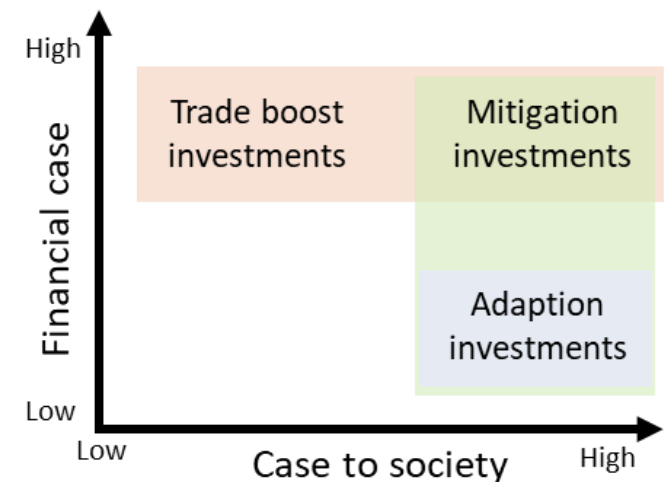 High
Financial case
Low
Trade boost
investments
Mitigation
investments
Adaption
investments
Low
Case to society
High